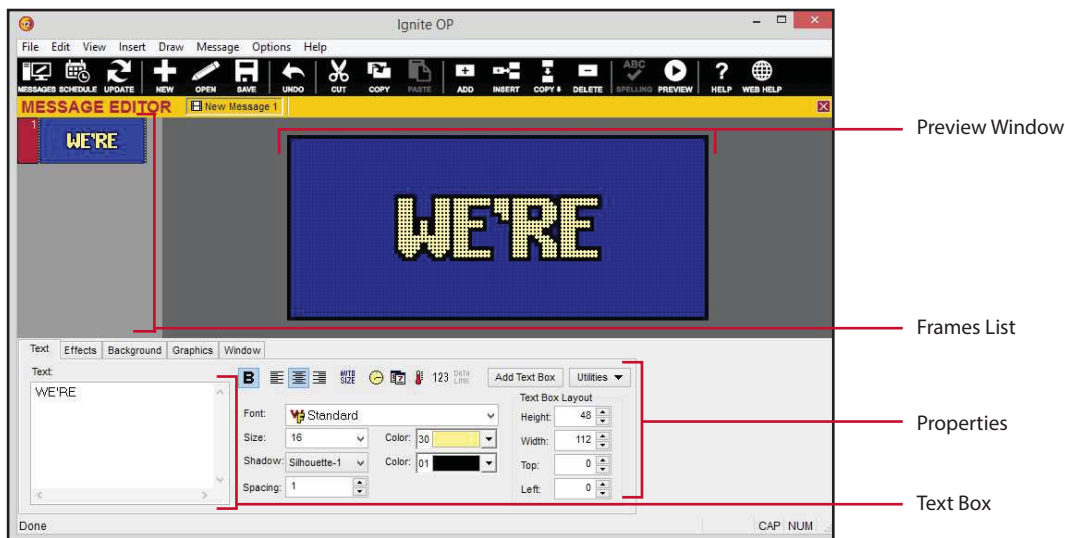 Ignite OP
File Edit View Insert Draw Message Options Help
MESSAGES SCHEDULE UPDATE NEW OPEN SAVE UNDO CUT COPY PASTE ADD INSERT COPY DELETE ABC SPELLING PREVIEW ? HELP WEB HELP
MESSAGE EDITOR New Message 1
Preview Window
1
WE'RE
WE'RE
Frames List
Text Effects Background Graphics Window
Text:
WE'RE
B AUTO SIZE 7 123 DATA LINK Add Text Box Utilities
Text Box Layout
Font: Standard Height: 48
Properties
Size: 16 Color: 30 Width: 112
Shadow: Silhouette-1 Color: 01 Top: 0
Spacing: 1 Left: 0
Text Box
Done CAP NUM